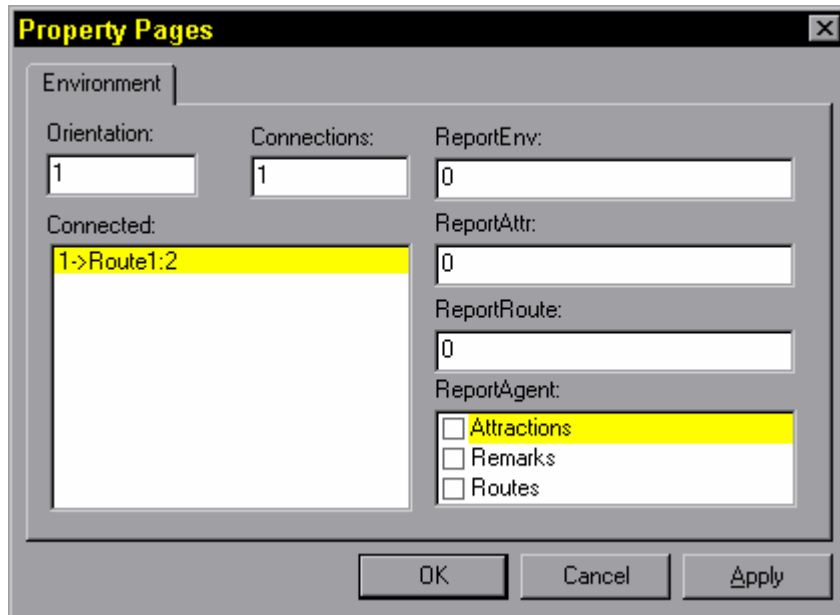 Property Pages
Environment
Orientation:
1
Connections:
1
Connected:
1->Route1:2
ReportEnv:
0
ReportAttr:
0
ReportRoute:
0
ReportAgent:
Attractions
Remarks
Routes
OK
Cancel
Apply